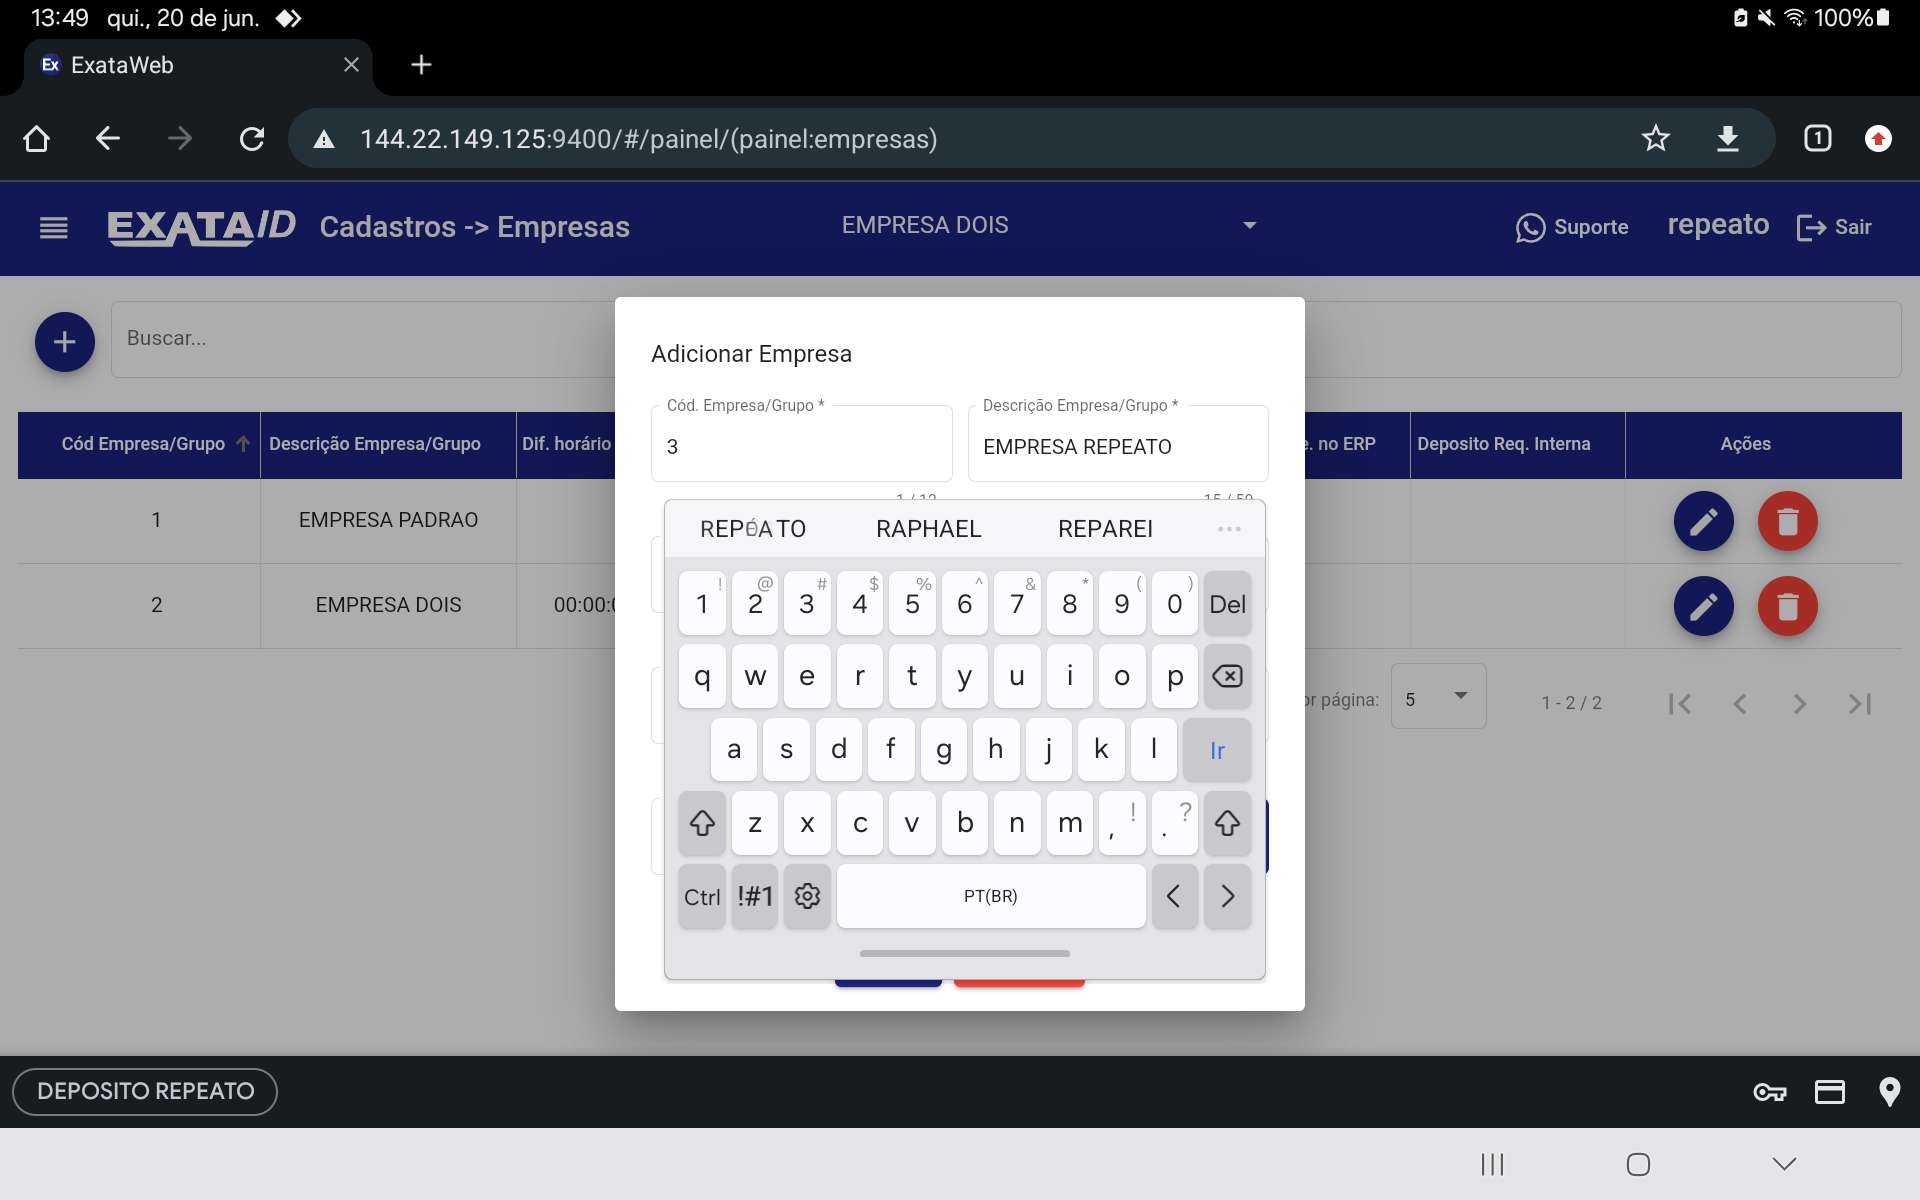 13:49 qui., 20 de jun. 100%
Ex ExataWeb
144.22.149.125:9400/#/painel/(painel:empresas) 1
EXATA/ID Cadastros -> Empresas EMPRESA DOIS Suporte repeato Sair
Buscar...
Adicionar Empresa
Cód. Empresa/Grupo * Descrição Empresa/Grupo *
3 EMPRESA REPEATO
Cód Empresa/Grupo Descrição Empresa/Grupo Dif. horário e. no ERP Deposito Req. Interna Ações
1 / 12 15 / 50
1 EMPRESA PADRAO
2 EMPRESA DOIS 00:00:0
or página: 5 1 - 2 / 2
RAPHAEL REPAREI ...
1 ! 2 @ 3 # 4 $ 5 % 6 ^ 7 & 8 * 9 ( 0 ) Del
q w e r t y u i o p
a s d f g h j k l Ir
z x c v b n m , ! . ?
Ctrl !#1 PT(BR) < >
DEPOSITO REPEATO